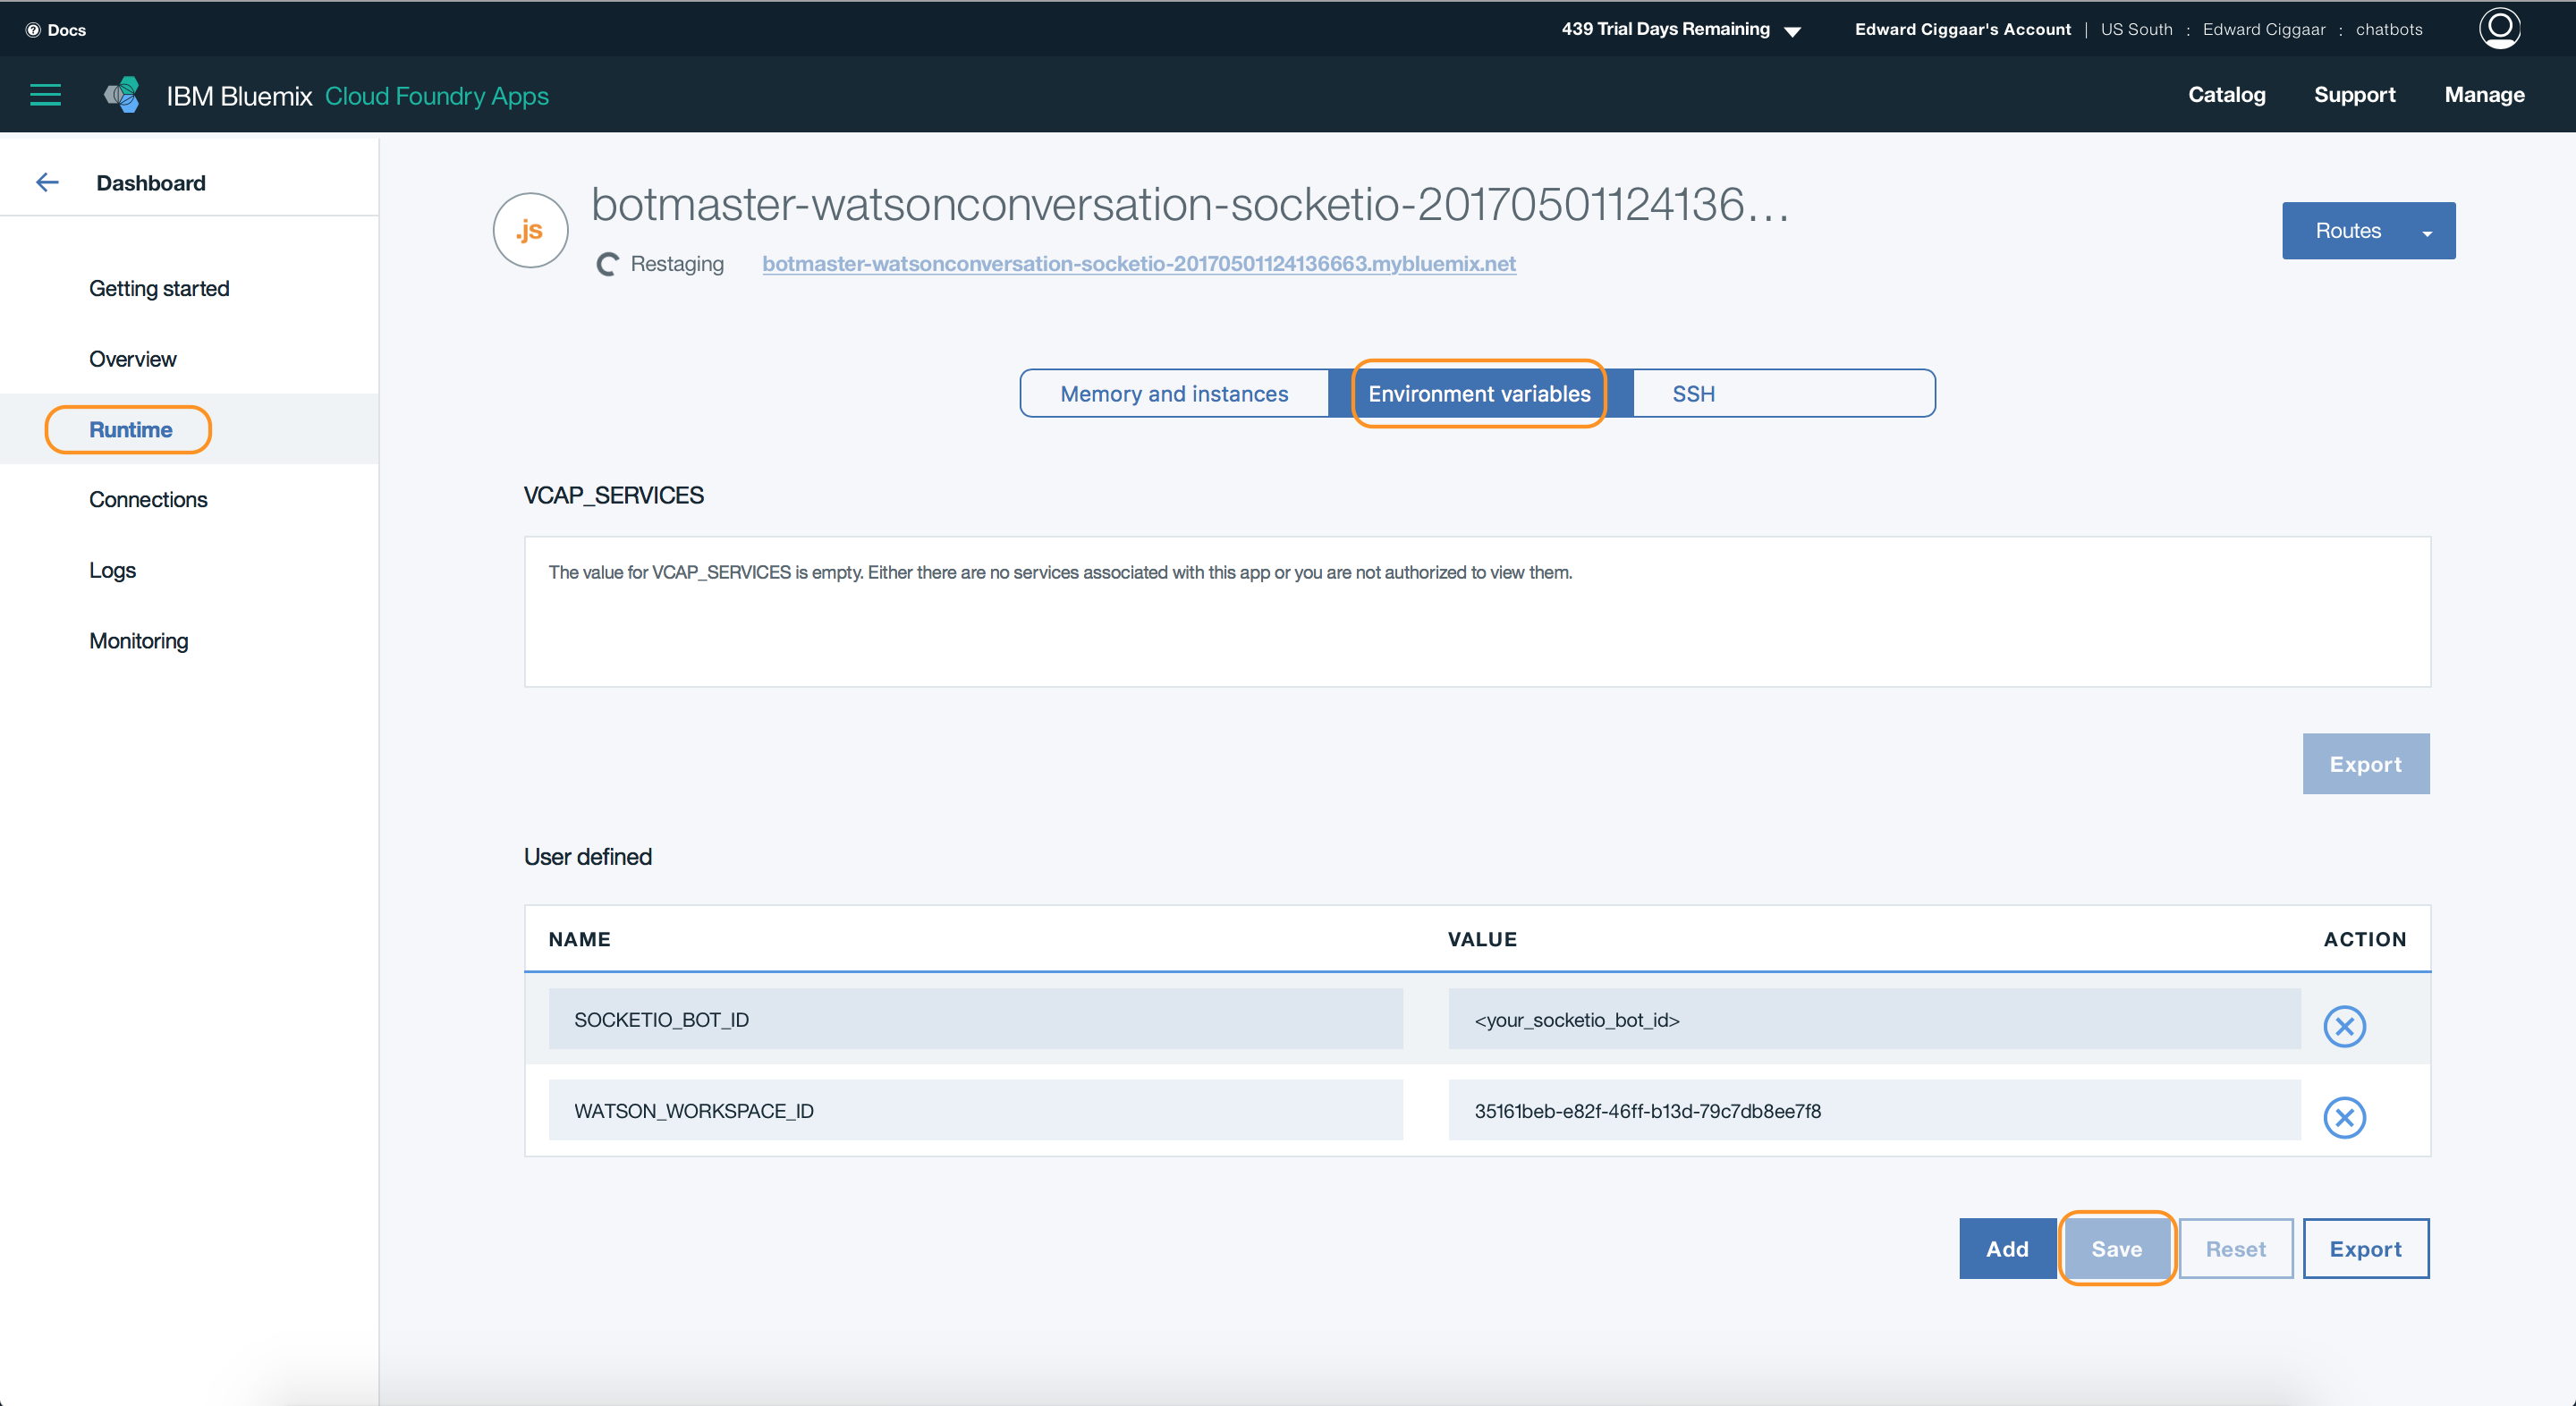 Docs
439 Trial Days Remaining
Edward Ciggaar's Account | US South : Edward Ciggaar : chatbots
IBM Bluemix Cloud Foundry Apps
Catalog Support Manage
Dashboard
Getting started
Overview
Runtime
Connections
Logs
Monitoring
.js
botmaster-watsonconversation-socketio-20170501124136...
Restaging botmaster-watsonconversation-socketio-20170501124136663.mybluemix.net
Routes
Memory and instances Environment variables SSH
VCAP_SERVICES
The value for VCAP_SERVICES is empty. Either there are no services associated with this app or you are not authorized to view them.
Export
User defined
NAME VALUE ACTION
SOCKETIO_BOT_ID <your_socketio_bot_id>
WATSON_WORKSPACE_ID 35161beb-e82f-46ff-b13d-79c7db8ee7f8
Add Save Reset Export